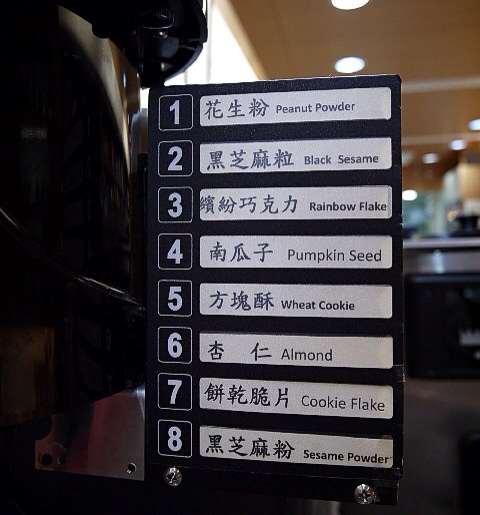 1 花生粉 Peanut Powder
2 黑芝麻粒 Black Sesame
3 繽紛巧克力 Rainbow Flake
4 南瓜子 Pumpkin Seed
5 方塊酥 Wheat Cookie
6 杏 仁 Almond
7 餅乾脆片 Cookie Flake
8 黑芝麻粉 Sesame Powder